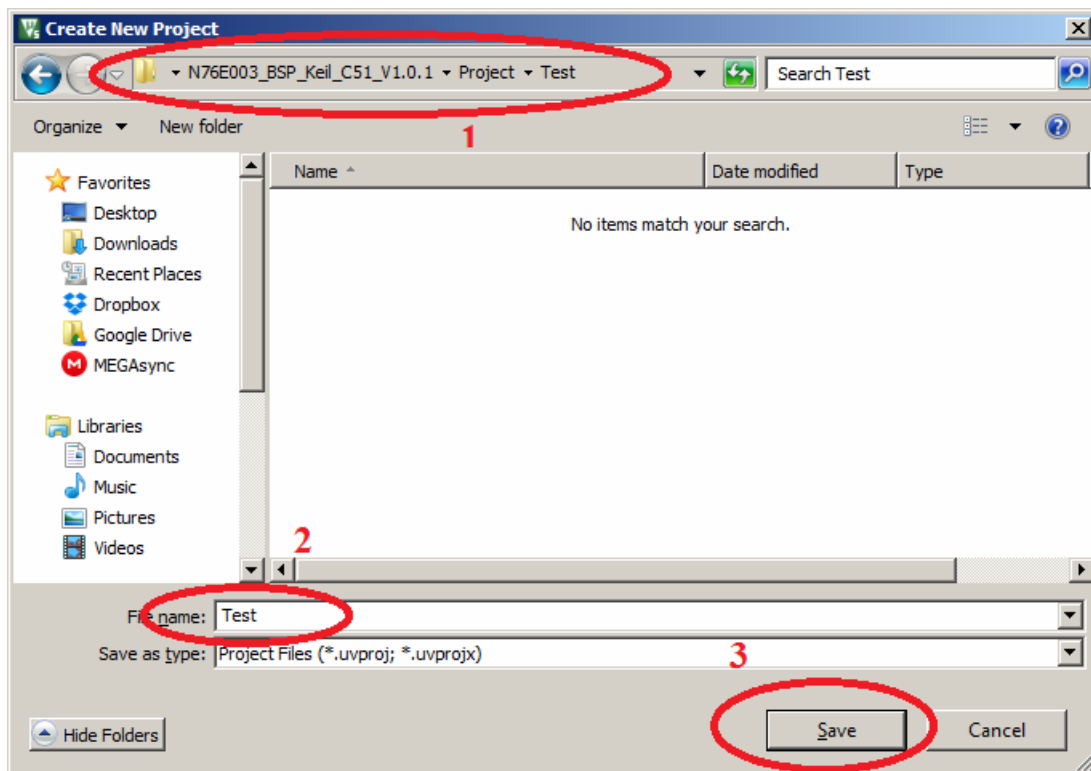 Create New Project
N76E003_BSP_Keil_C51_V1.0.1 Project Test
Search Test
Organize New folder
1
Name Date modified Type
No items match your search.
Favorites
Desktop
Downloads
Recent Places
Dropbox
Google Drive
MEGAsync
Libraries
Documents
Music
Pictures
Videos
2
File name: Test
Save as type: Project Files (*.uvproj; *.uvprojx)
3
Hide Folders
Save Cancel